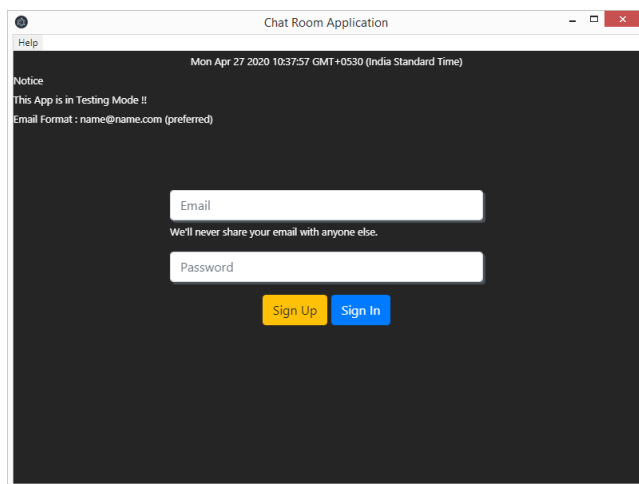 Chat Room Application
Help
Mon Apr 27 2020 10:37:57 GMT+0530 (India Standard Time)
Notice
This App is in Testing Mode !!
Email Format : name@name.com (preferred)
Email
We'll never share your email with anyone else.
Password
Sign Up Sign In